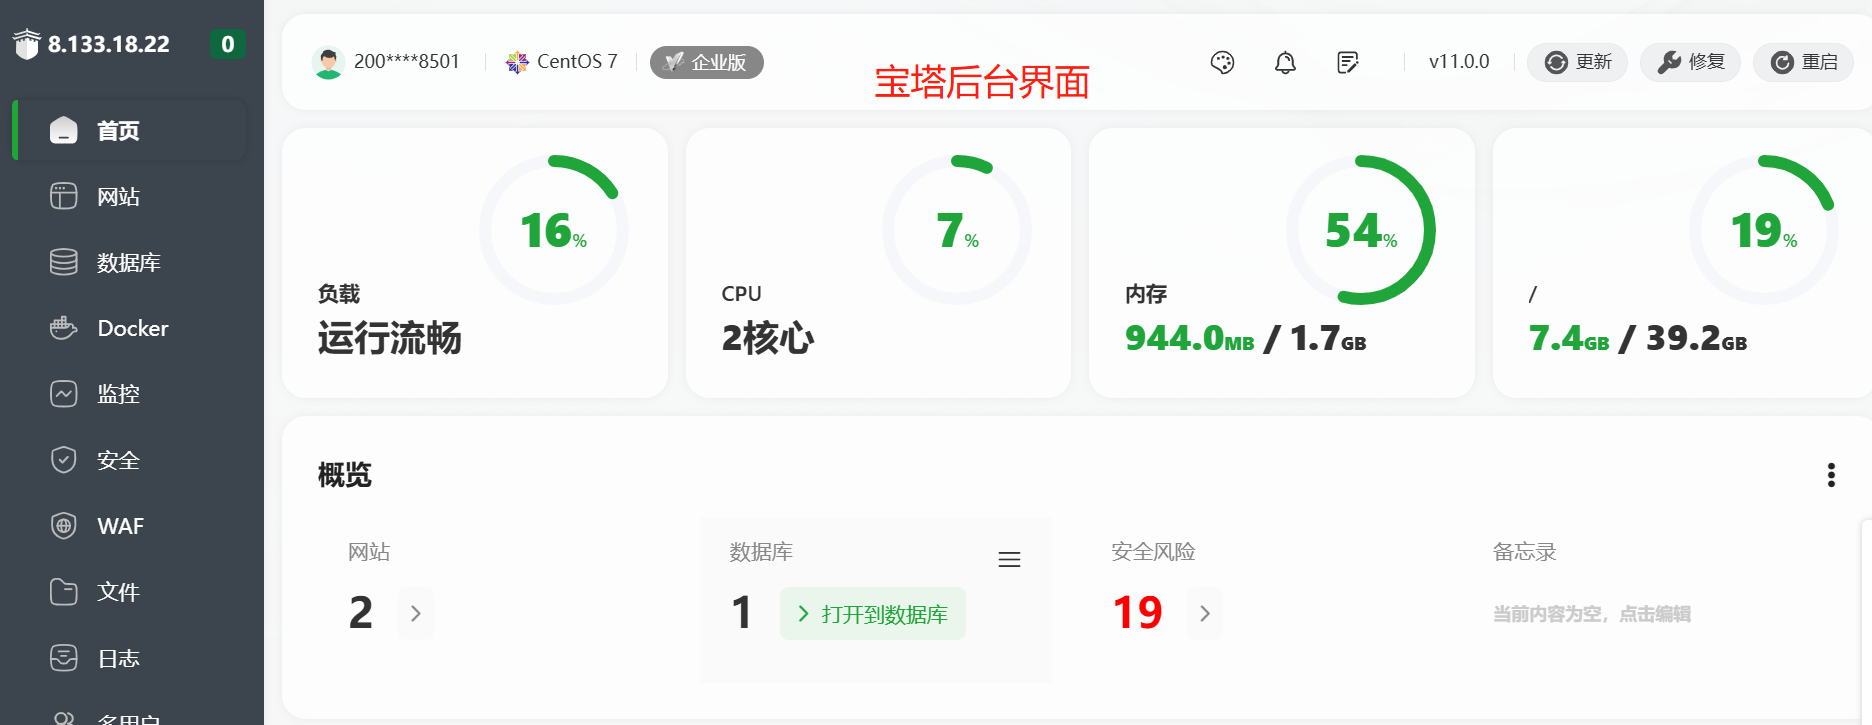 8.133.18.22 0
首页
网站
数据库
Docker
监控
安全
WAF
文件
日志
多用户
200****8501 CentOS 7 企业版 v11.0.0 更新 修复 重启
宝塔后台界面
16%
负载
运行流畅
7%
CPU
2核心
54%
内存
944.0MB / 1.7GB
19%
/
7.4GB / 39.2GB
概览
网站
2
数据库
1 打开到数据库
安全风险
19
备忘录
当前内容为空，点击编辑